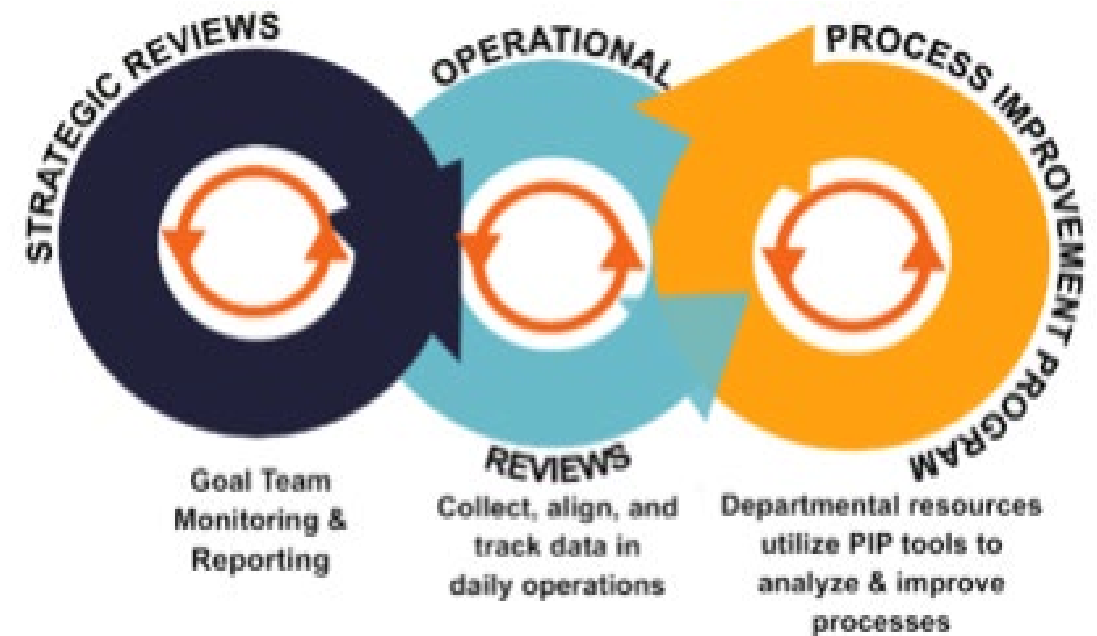 STRATEGIC REVIEWS
Goal Team
Monitoring &
Reporting
OPERATIONAL
REVIEWS
Collect, align, and
track data in
daily operations
PROCESS IMPROVEMENT PROGRAM
Departmental resources
utilize PIP tools to
analyze & improve
processes